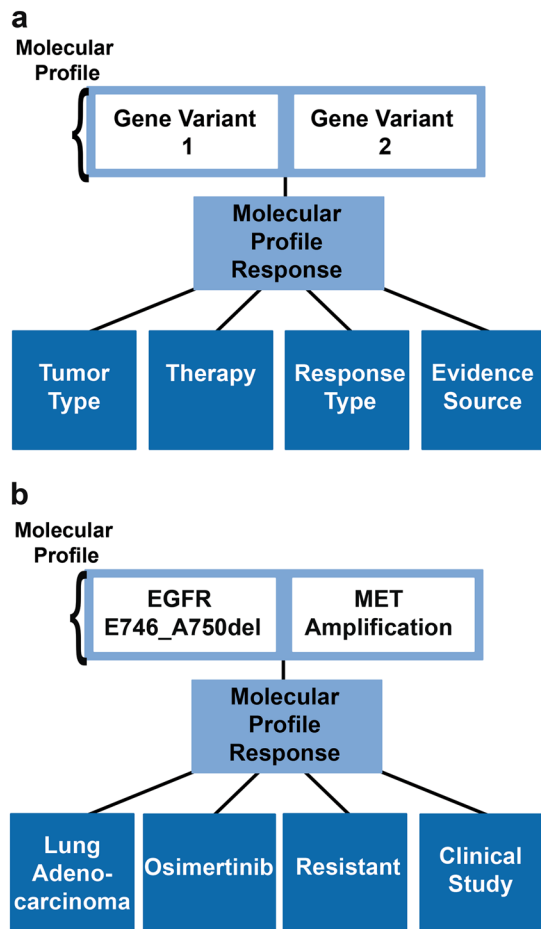 a
Molecular
Profile
Gene Variant
1
Gene Variant
2
Molecular
Profile
Response
Tumor
Type
Therapy
Response
Type
Evidence
Source
b
Molecular
Profile
EGFR
E746_A750del
MET
Amplification
Molecular
Profile
Response
Lung
Adeno-
carcinoma
Osimertinib
Resistant
Clinical
Study